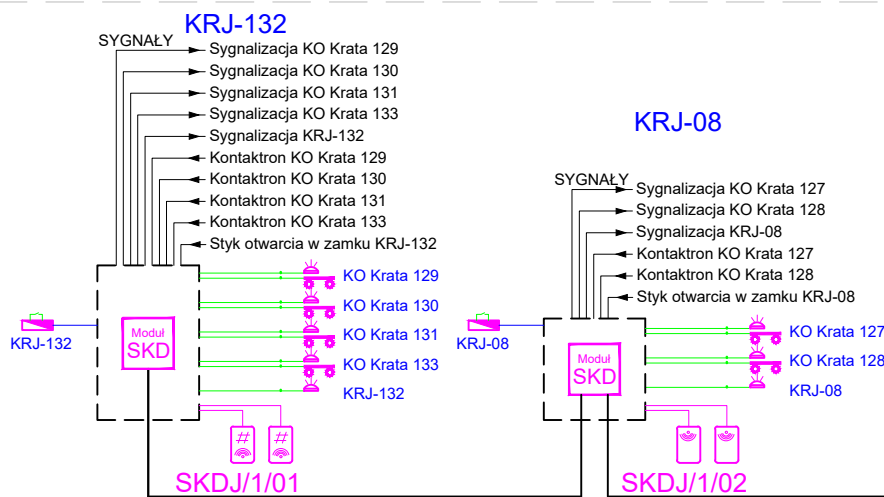 KRJ-132
SYGNAŁY
Sygnalizacja KO Krata 129
Sygnalizacja KO Krata 130
Sygnalizacja KO Krata 131
Sygnalizacja KO Krata 133
Sygnalizacja KRJ-132
Kontaktron KO Krata 129
Kontaktron KO Krata 130
Kontaktron KO Krata 131
Kontaktron KO Krata 133
Styk otwarcia w zamku KRJ-132
KO Krata 129
KO Krata 130
KO Krata 131
KO Krata 133
KRJ-132
KRJ-132
Moduł
SKD
#
#
SKDJ/1/01
KRJ-08
SYGNAŁY
Sygnalizacja KO Krata 127
Sygnalizacja KO Krata 128
Sygnalizacja KRJ-08
Kontaktron KO Krata 127
Kontaktron KO Krata 128
Styk otwarcia w zamku KRJ-08
KO Krata 127
KO Krata 128
KRJ-08
KRJ-08
Moduł
SKD
SKDJ/1/02